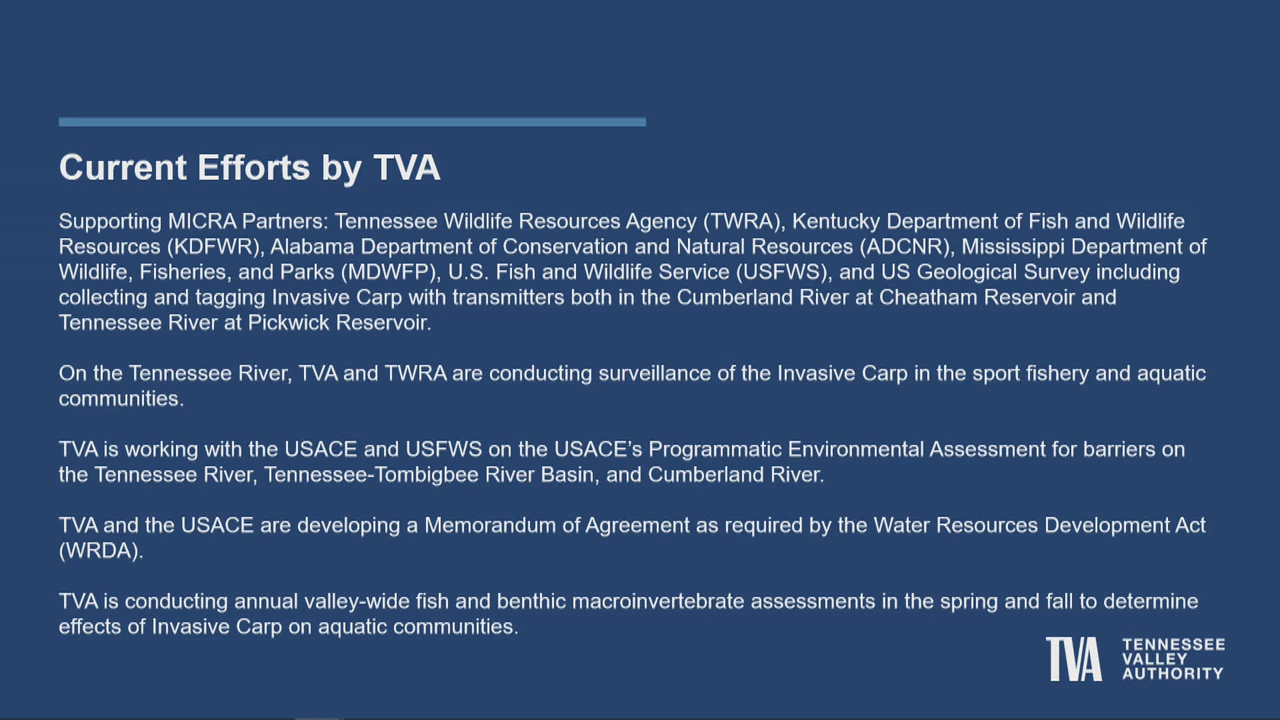 Current Efforts by TVA
Supporting MICRA Partners: Tennessee Wildlife Resources Agency (TWRA), Kentucky Department of Fish and Wildlife
Resources (KDFWR), Alabama Department of Conservation and Natural Resources (ADCNR), Mississippi Department of
Wildlife, Fisheries, and Parks (MDWFP), U.S. Fish and Wildlife Service (USFWS), and US Geological Survey including
collecting and tagging Invasive Carp with transmitters both in the Cumberland River at Cheatham Reservoir and
Tennessee River at Pickwick Reservoir.
On the Tennessee River, TVA and TWRA are conducting surveillance of the Invasive Carp in the sport fishery and aquatic
communities.
TVA is working with the USACE and USFWS on the USACE’s Programmatic Environmental Assessment for barriers on
the Tennessee River, Tennessee-Tombigbee River Basin, and Cumberland River.
TVA and the USACE are developing a Memorandum of Agreement as required by the Water Resources Development Act
(WRDA).
TVA is conducting annual valley-wide fish and benthic macroinvertebrate assessments in the spring and fall to determine
effects of Invasive Carp on aquatic communities.
TVA
TENNESSEE
VALLEY
AUTHORITY